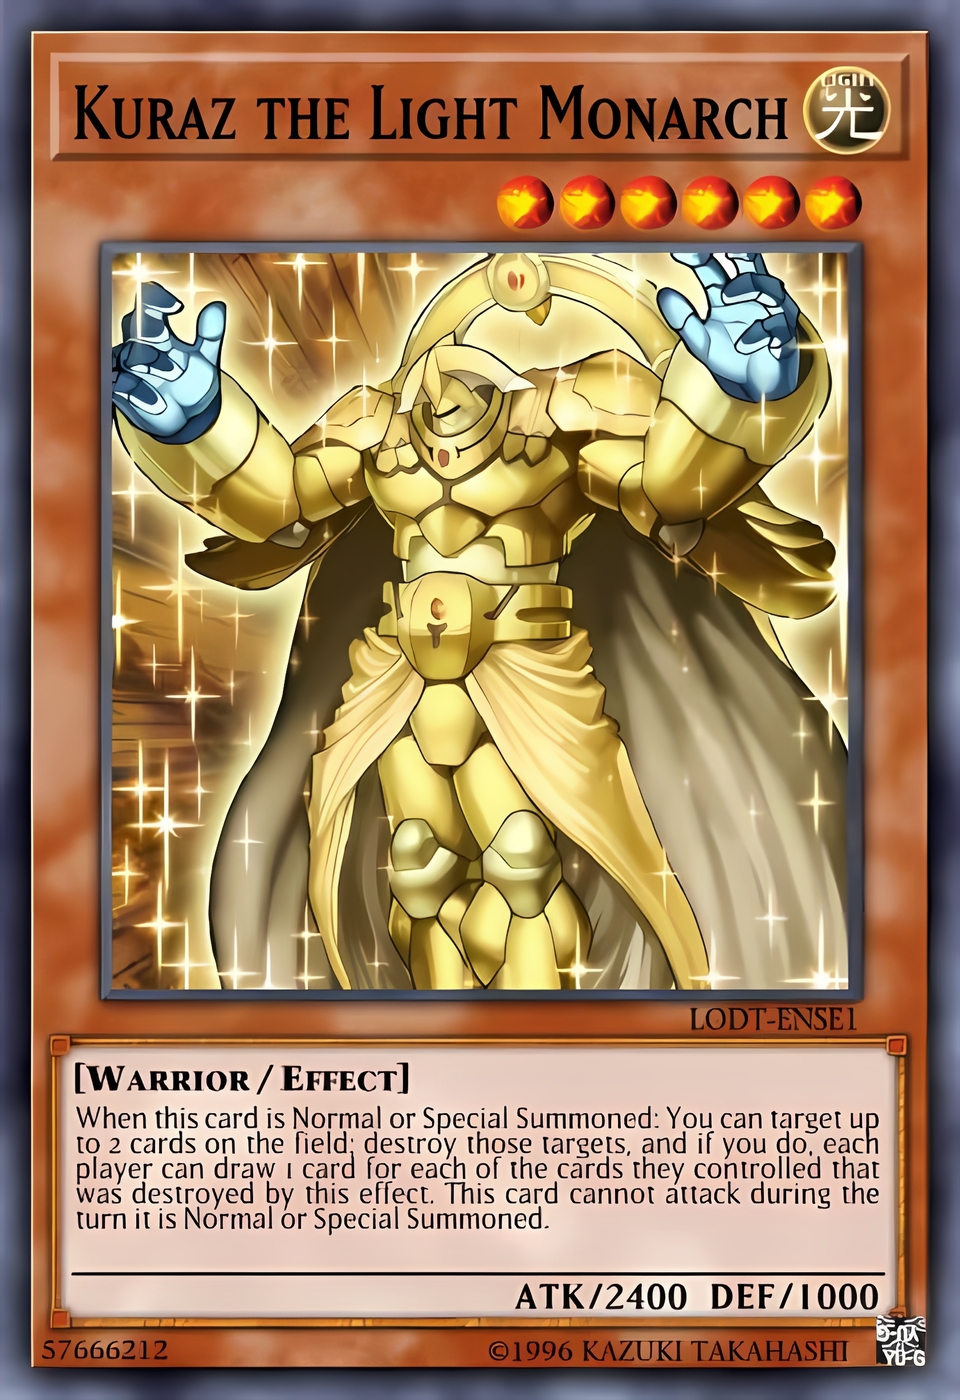 Kuraz the Light Monarch
光
LODT-ENSE1
[Warrior / Effect]
When this card is Normal or Special Summoned: You can target up
to 2 cards on the field; destroy those targets, and if you do, each
player can draw 1 card for each of the cards they controlled that
was destroyed by this effect. This card cannot attack during the
turn it is Normal or Special Summoned.
ATK/2400 DEF/1000
57666212
©1996 KAZUKI TAKAHASHI